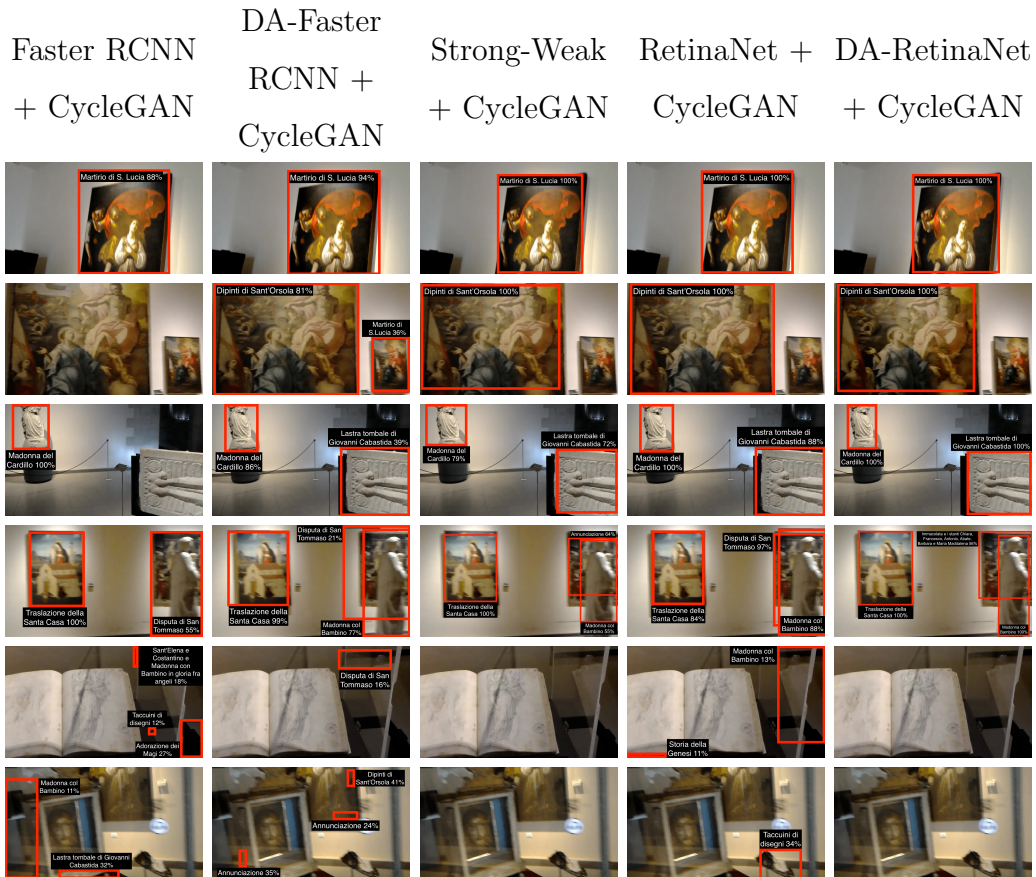 Faster RCNN
+ CycleGAN
DA-Faster
RCNN +
CycleGAN
Strong-Weak
+ CycleGAN
RetinaNet +
CycleGAN
DA-RetinaNet
+ CycleGAN
Martirio di S. Lucia 88%
Martirio di S. Lucia 94%
Martirio di S. Lucia 100%
Martirio di S. Lucia 100%
Martirio di S. Lucia 100%
Dipinti di Sant'Orsola 81%
Martirio di
S.Lucia 36%
Dipinti di Sant'Orsola 100%
Dipinti di Sant'Orsola 100%
Dipinti di Sant'Orsola 100%
Madonna del
Cardillo 100%
Lastra tombale di
Giovanni Cabastida 39%
Madonna del
Cardillo 86%
Lastra tombale di
Giovanni Cabastida 72%
Madonna del
Cardillo 79%
Lastra tombale di
Giovanni Cabastida 88%
Madonna del
Cardillo 100%
Lastra tombale di
Giovanni Cabastida 100%
Madonna del
Cardillo 100%
Traslazione della
Santa Casa 100%
Disputa di San
Tommaso 55%
Disputa di San
Tommaso 21%
Traslazione della
Santa Casa 99%
Madonna col
Bambino 77%
Annunciazione 64%
Traslazione della
Santa Casa 100%
Madonna col
Bambino 55%
Disputa di San
Tommaso 97%
Traslazione della
Santa Casa 84%
Madonna col
Bambino 88%
Immacolata e i santi Chiara,
Francesco, Antonio, Abate
Barbara e Maria Maddalena
Traslazione della
Santa Casa 100%
Madonna col
Bambino 100%
Sant'Elena e
Costantino e
Madonna con
Bambino in gloria fra
angeli 18%
Taccuini di
disegni 12%
Adorazione dei
Magi 27%
Disputa di San
Tommaso 16%
Madonna col
Bambino 13%
Storia della
Genesi 11%
Madonna col
Bambino 11%
Lastra tombale di Giovanni
Cabastida 32%
Dipinti di
Sant'Orsola 41%
Annunciazione 24%
Annunciazione 35%
Taccuini di
disegni 34%